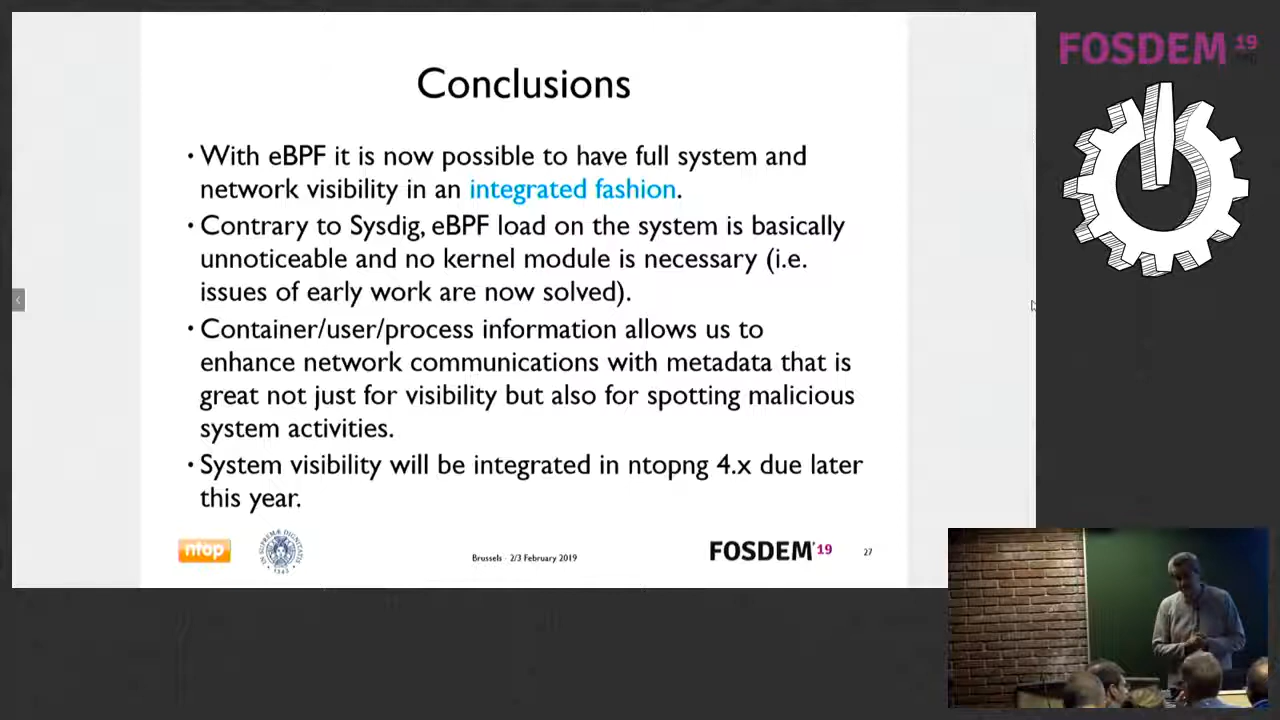 Conclusions
• With eBPF it is now possible to have full system and
network visibility in an integrated fashion.
• Contrary to Sysdig, eBPF load on the system is basically
unnoticeable and no kernel module is necessary (i.e.
issues of early work are now solved).
• Container/user/process information allows us to
enhance network communications with metadata that is
great not just for visibility but also for spotting malicious
system activities.
• System visibility will be integrated in ntopng 4.x due later
this year.
ntop
Brussels - 2/3 February 2019
FOSDEM'19
27
FOSDEM 19